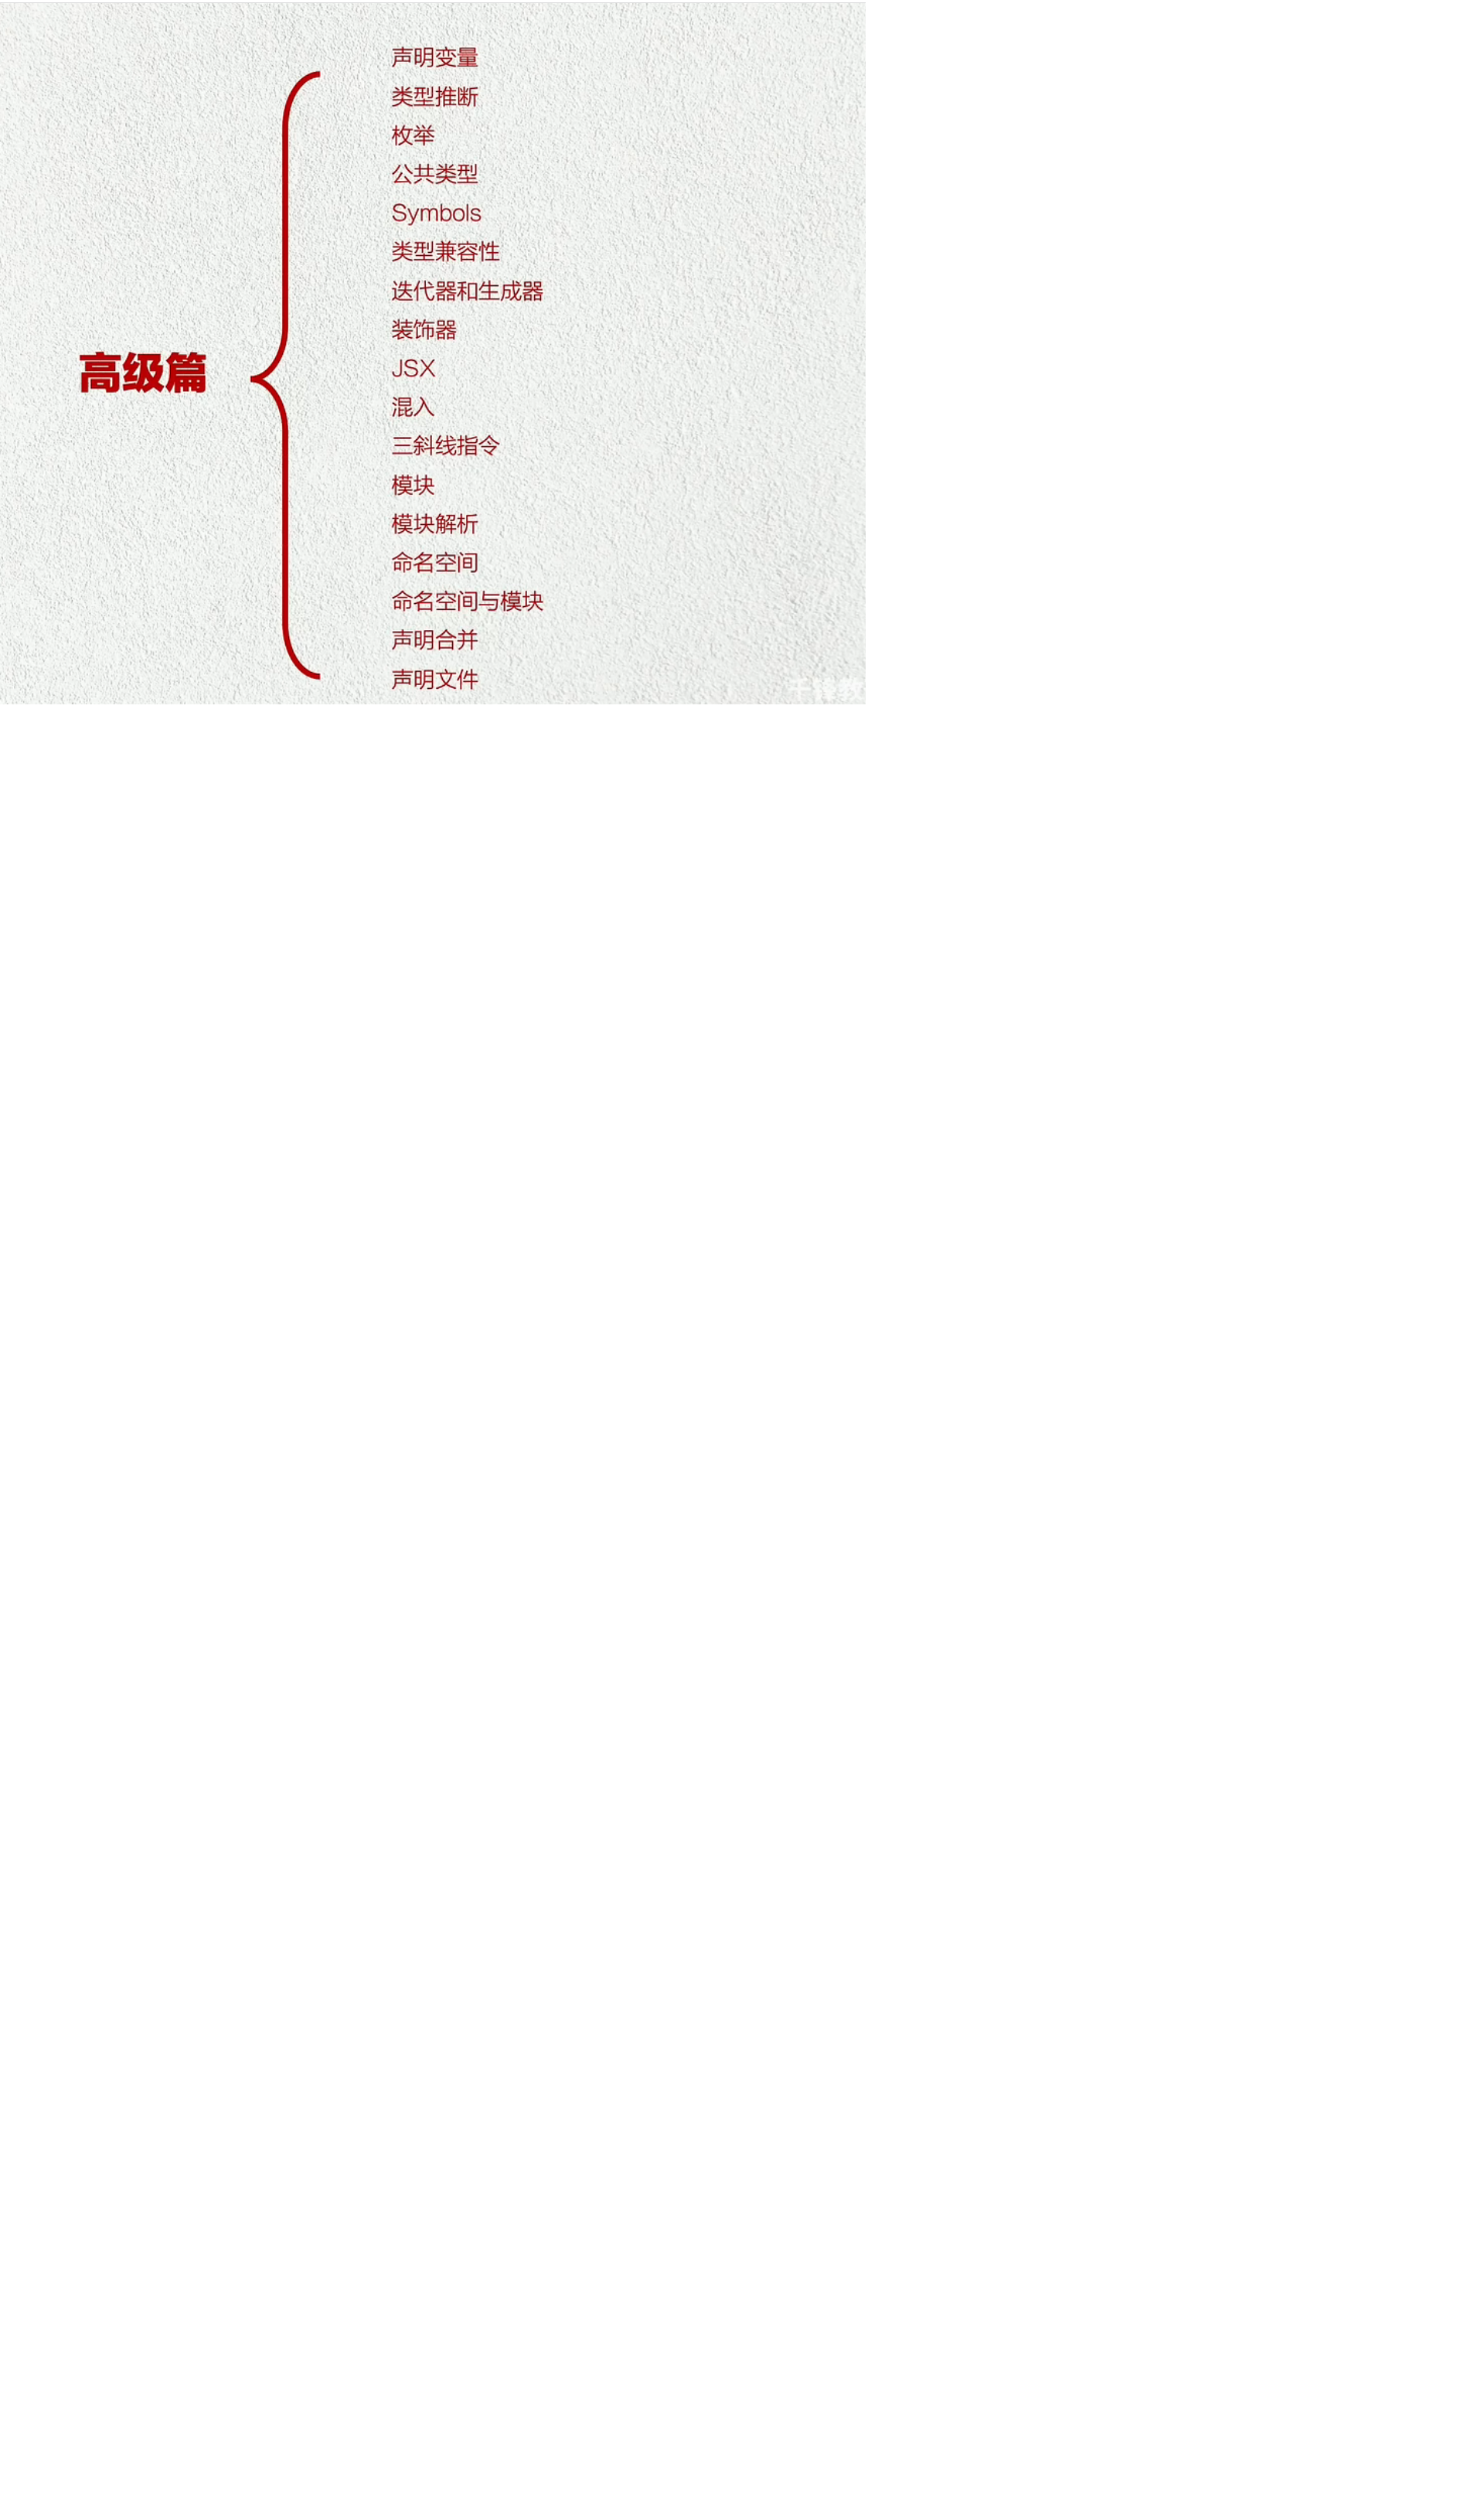 高级篇
声明变量
类型推断
枚举
公共类型
Symbols
类型兼容性
迭代器和生成器
装饰器
JSX
混入
三斜线指令
模块
模块解析
命名空间
命名空间与模块
声明合并
声明文件
千锋教